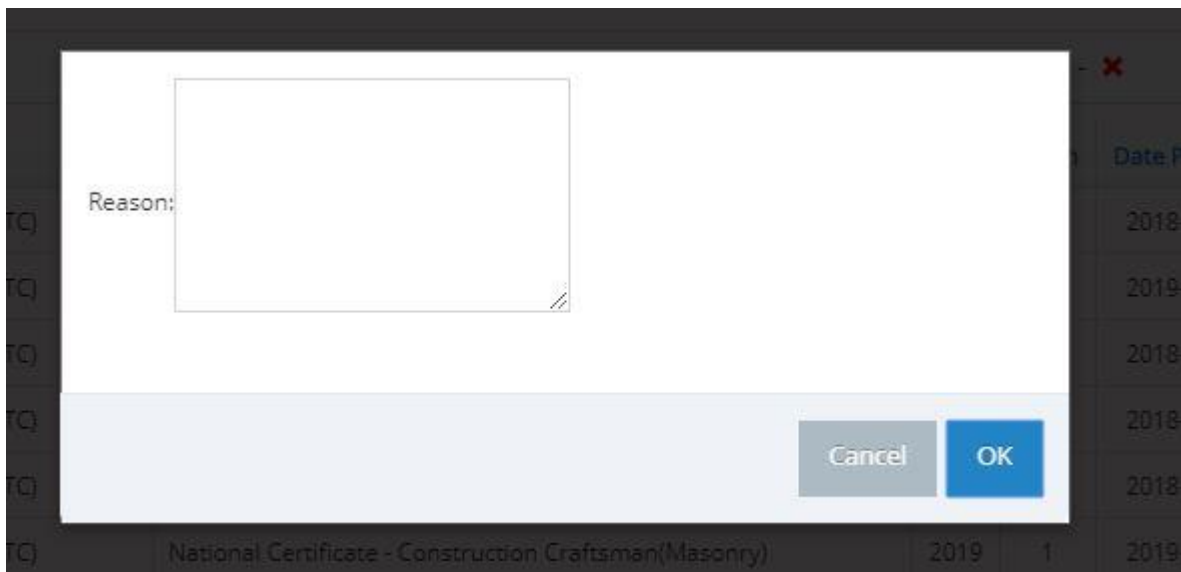 -
Date
Reason:
TC) 2018-
TC) 2019-
TC) 2018-
TC) 2018-
Cancel OK
TC) 2018-
TC) National Certificate - Construction Craftsman(Masonry) 2019 1 2019-